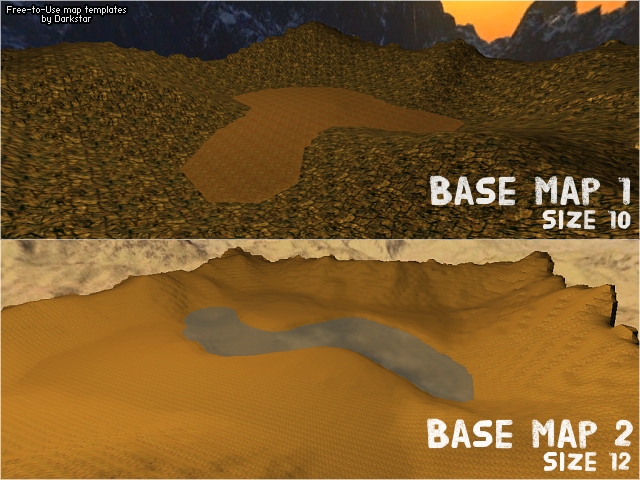 Free-to-Use map templates
by Darkstar
BASE MAP 1
SIZE 10
BASE MAP 2
SIZE 12